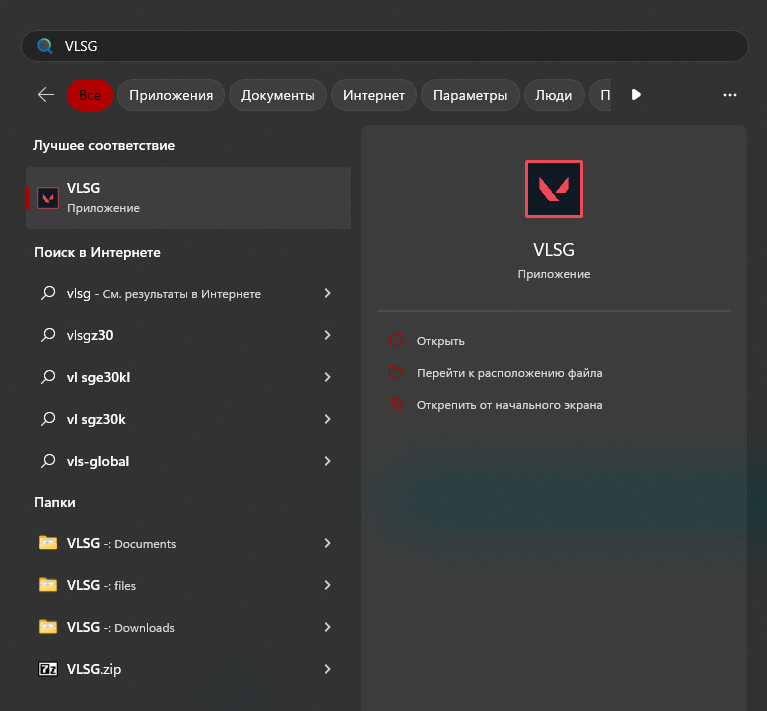 VLSG
Все Приложения Документы Интернет Параметры Люди П
Лучшее соответствие
VLSG
Приложение
Поиск в Интернете
vlsg - См. результаты в Интернете
vlsgz30
vl sge30kl
vl sgz30k
vls-global
Папки
VLSG -: Documents
VLSG -: files
VLSG -: Downloads
7z VLSG.zip
VLSG
Приложение
Открыть
Перейти к расположению файла
Открепить от начального экрана